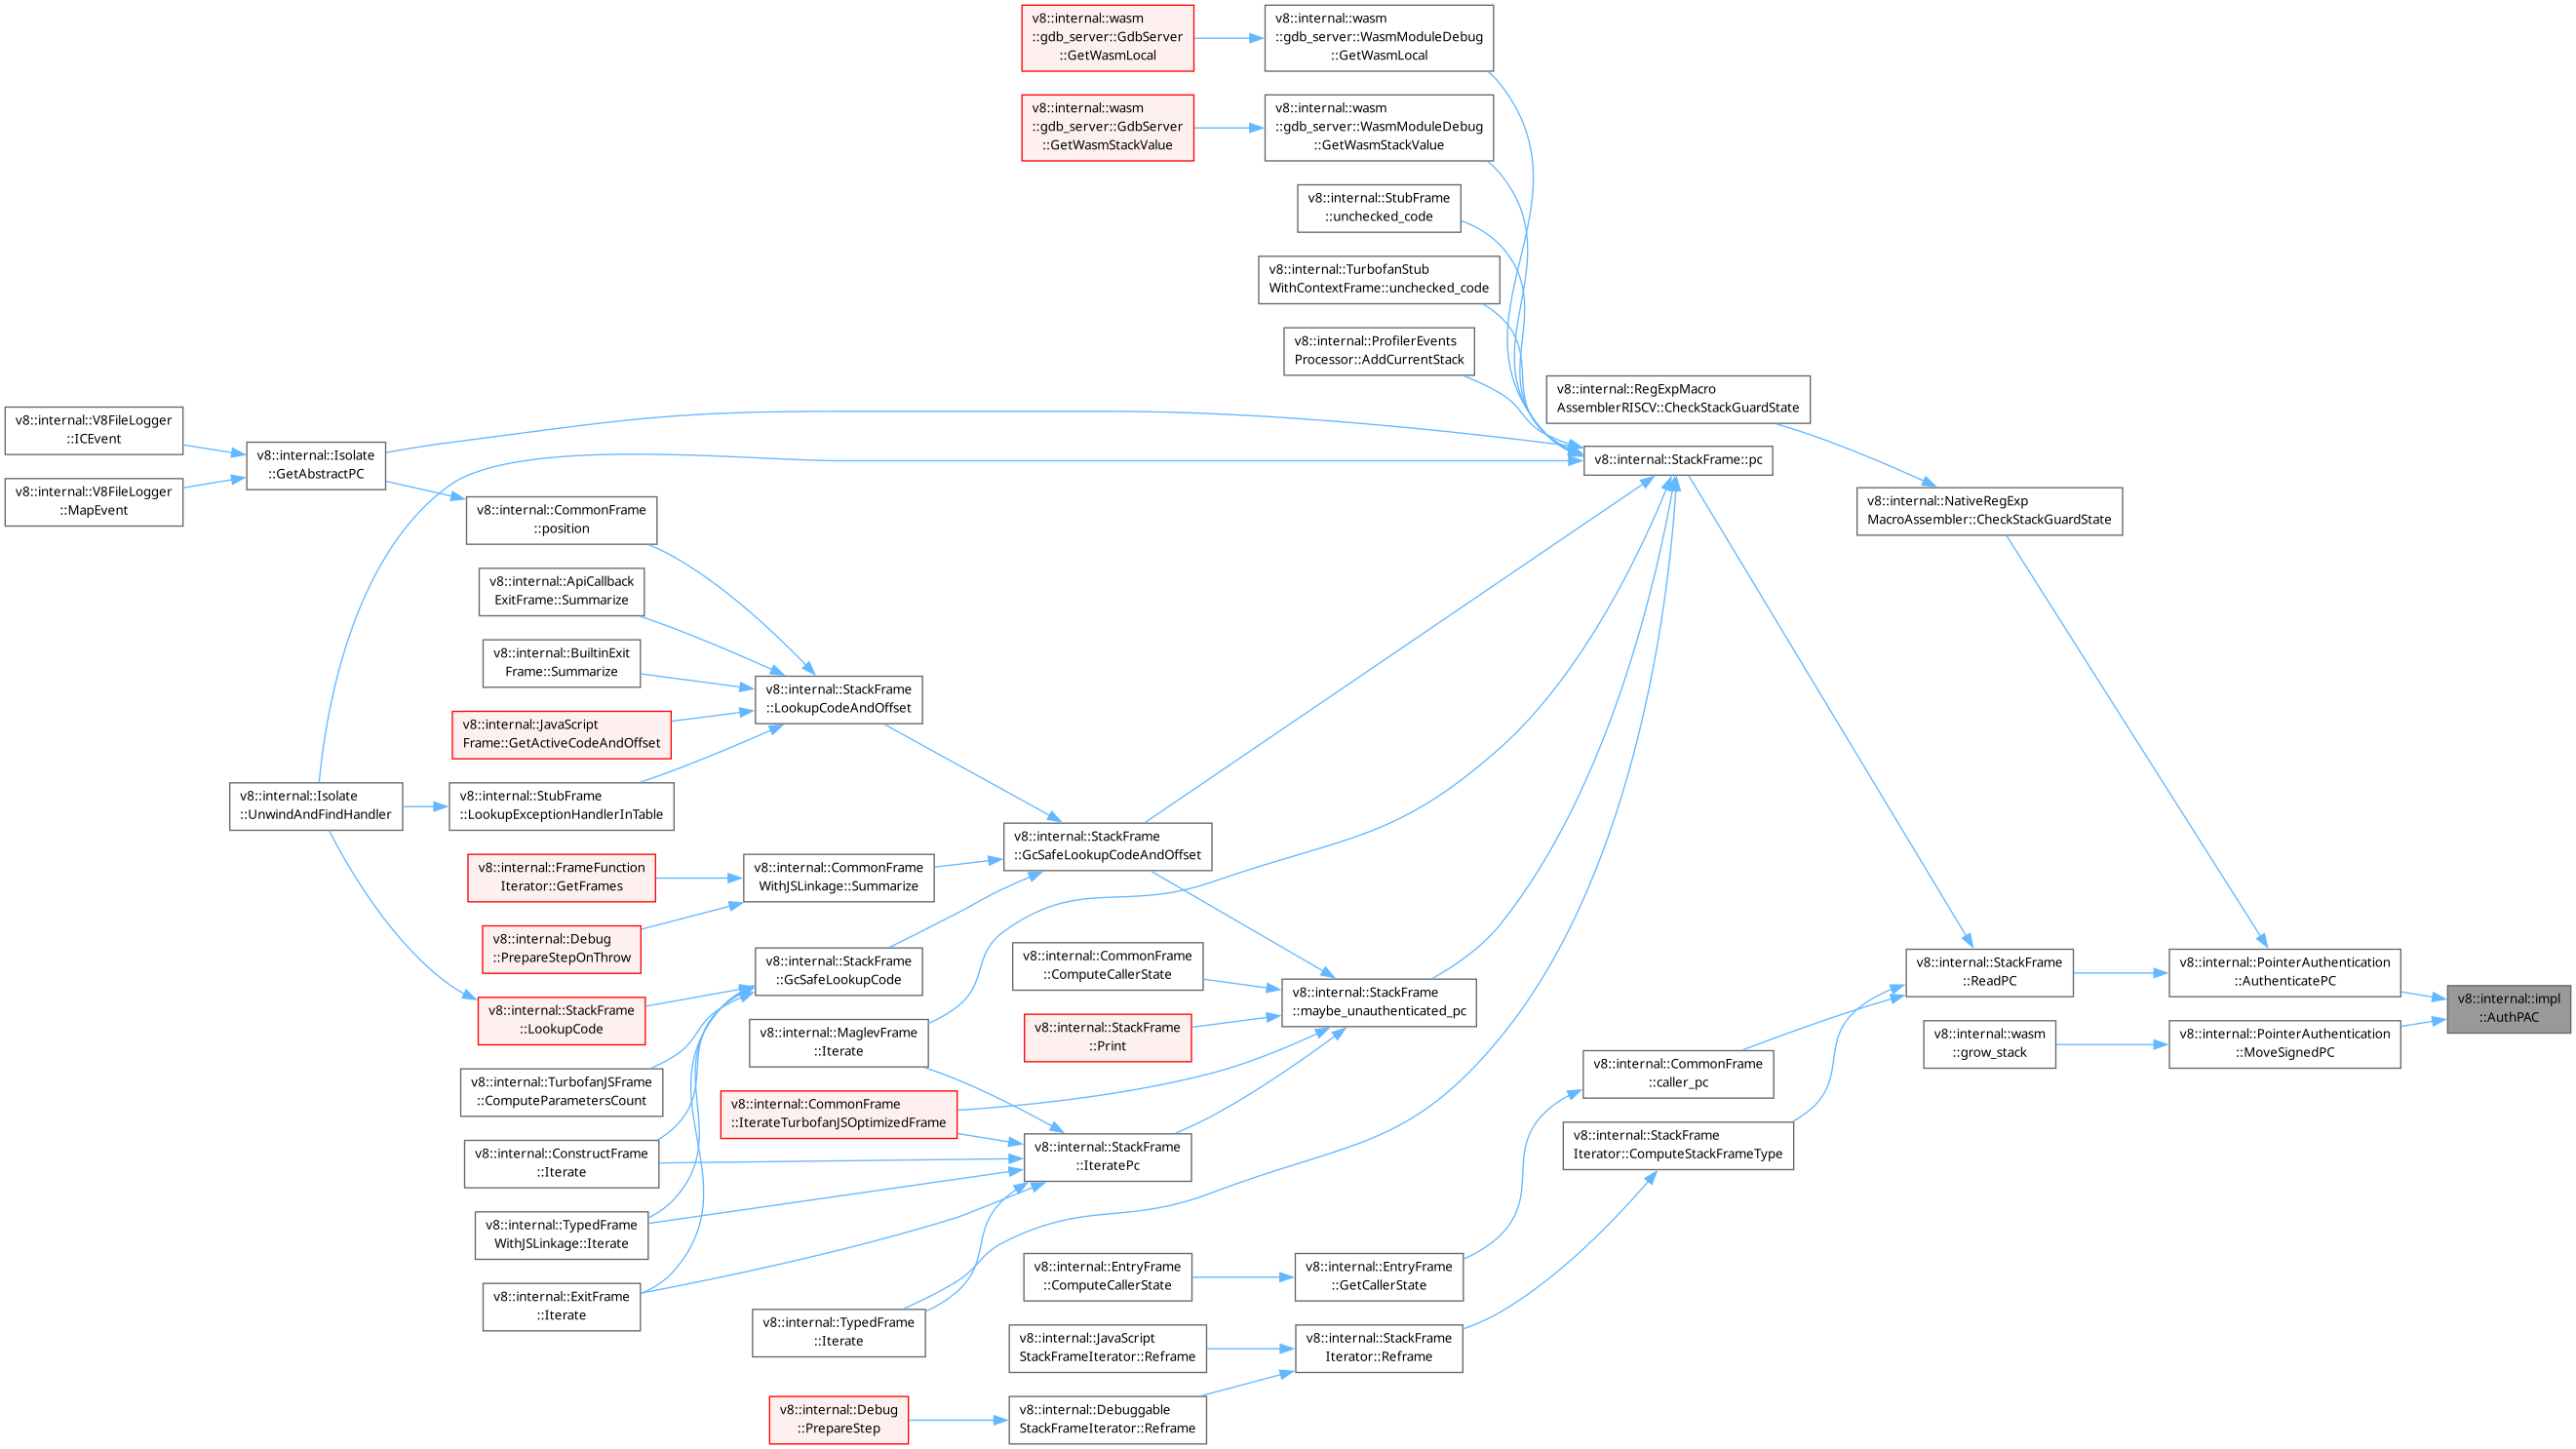 v8::internal::wasm
::gdb_server::GdbServer
::GetWasmLocal
v8::internal::wasm
::gdb_server::WasmModuleDebug
::GetWasmLocal
v8::internal::wasm
::gdb_server::GdbServer
::GetWasmStackValue
v8::internal::wasm
::gdb_server::WasmModuleDebug
::GetWasmStackValue
v8::internal::StubFrame
::unchecked_code
v8::internal::TurbofanStub
WithContextFrame::unchecked_code
v8::internal::ProfilerEvents
Processor::AddCurrentStack
v8::internal::RegExpMacro
AssemblerRISCV::CheckStackGuardState
v8::internal::V8FileLogger
::ICEvent
v8::internal::Isolate
::GetAbstractPC
v8::internal::StackFrame::pc
v8::internal::V8FileLogger
::MapEvent
v8::internal::CommonFrame
::position
v8::internal::NativeRegExp
MacroAssembler::CheckStackGuardState
v8::internal::ApiCallback
ExitFrame::Summarize
v8::internal::BuiltinExit
Frame::Summarize
v8::internal::StackFrame
::LookupCodeAndOffset
v8::internal::JavaScript
Frame::GetActiveCodeAndOffset
v8::internal::Isolate
::UnwindAndFindHandler
v8::internal::StubFrame
::LookupExceptionHandlerInTable
v8::internal::StackFrame
::GcSafeLookupCodeAndOffset
v8::internal::FrameFunction
Iterator::GetFrames
v8::internal::CommonFrame
WithJSLinkage::Summarize
v8::internal::Debug
::PrepareStepOnThrow
v8::internal::StackFrame
::GcSafeLookupCode
v8::internal::CommonFrame
::ComputeCallerState
v8::internal::StackFrame
::ReadPC
v8::internal::PointerAuthentication
::AuthenticatePC
v8::internal::StackFrame
::maybe_unauthenticated_pc
v8::internal::impl
::AuthPAC
v8::internal::StackFrame
::LookupCode
v8::internal::MaglevFrame
::Iterate
v8::internal::StackFrame
::Print
v8::internal::wasm
::grow_stack
v8::internal::PointerAuthentication
::MoveSignedPC
v8::internal::CommonFrame
::caller_pc
v8::internal::TurbofanJSFrame
::ComputeParametersCount
v8::internal::CommonFrame
::IterateTurbofanJSOptimizedFrame
v8::internal::StackFrame
Iterator::ComputeStackFrameType
v8::internal::ConstructFrame
::Iterate
v8::internal::StackFrame
::IteratePc
v8::internal::TypedFrame
WithJSLinkage::Iterate
v8::internal::EntryFrame
::ComputeCallerState
v8::internal::EntryFrame
::GetCallerState
v8::internal::ExitFrame
::Iterate
v8::internal::TypedFrame
::Iterate
v8::internal::JavaScript
StackFrameIterator::Reframe
v8::internal::StackFrame
Iterator::Reframe
v8::internal::Debug
::PrepareStep
v8::internal::Debuggable
StackFrameIterator::Reframe